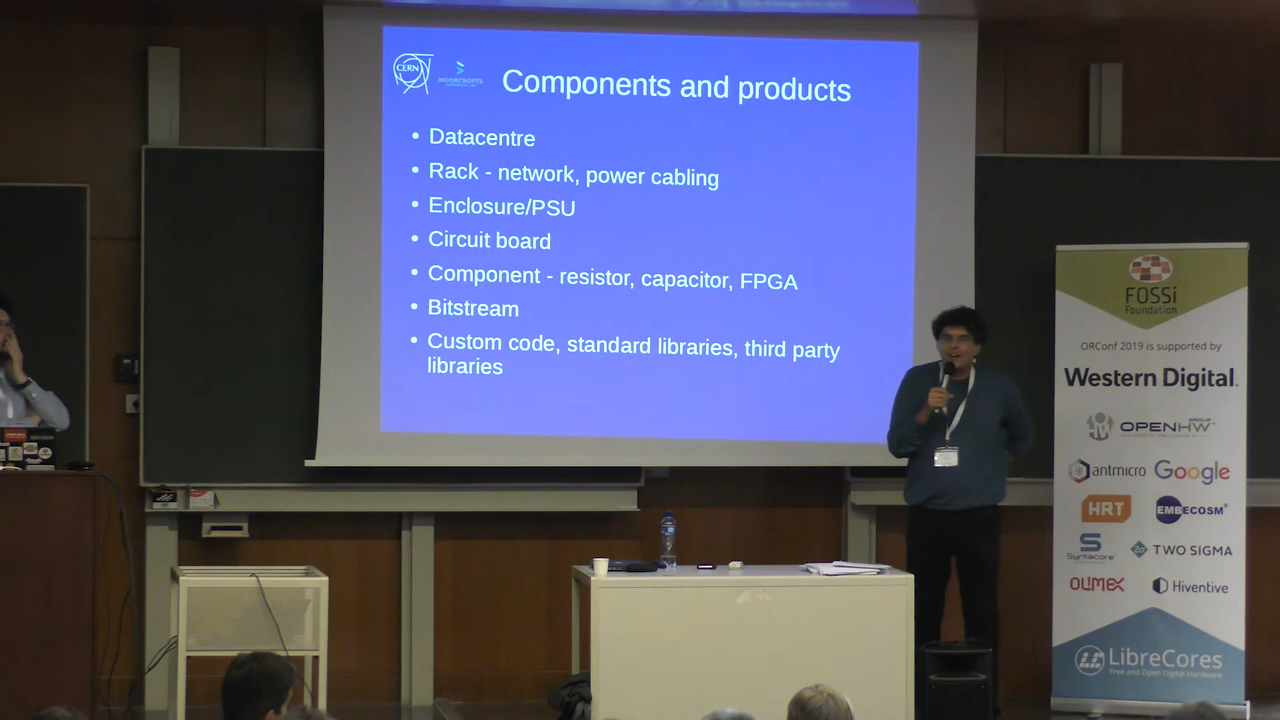 CERN
MOORCROFTS
Components and products
• Datacentre
• Rack - network, power cabling
• Enclosure/PSU
• Circuit board
• Component - resistor, capacitor, FPGA
• Bitstream
• Custom code, standard libraries, third party
libraries
FOSSi
Foundation
ORConf 2019 is supported by
Western Digital.
OPENHW GROUP
antmicro Google
HRT EMBECOSM®
Syntacore TWO SIGMA
OLIMEX Hiventive
LibreCores
Free and Open Digital Hardware